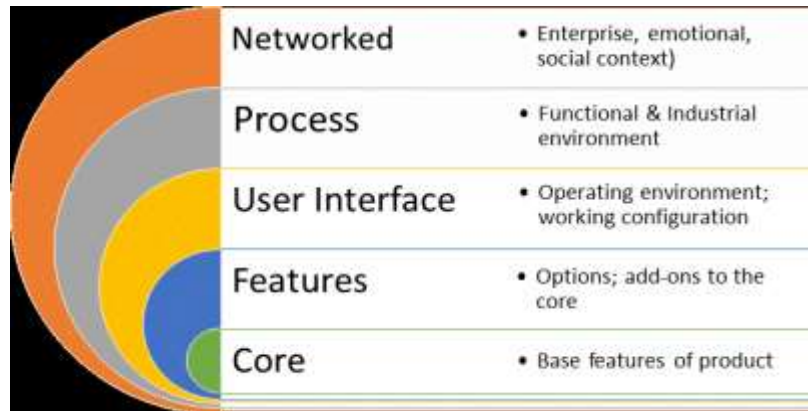 Networked
• Enterprise, emotional,
social context)
Process
• Functional & Industrial
environment
User Interface
• Operating environment;
working configuration
Features
• Options; add-ons to the
core
Core
• Base features of product